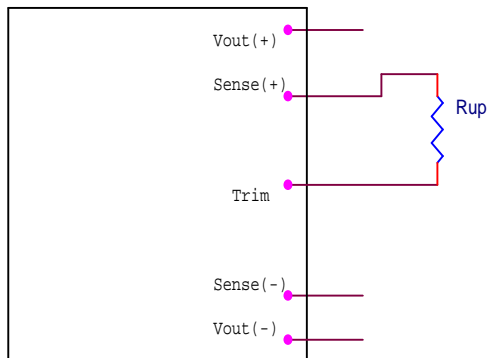 Vout(+)
Sense(+)
Rup
Trim
Sense(-)
Vout(-)